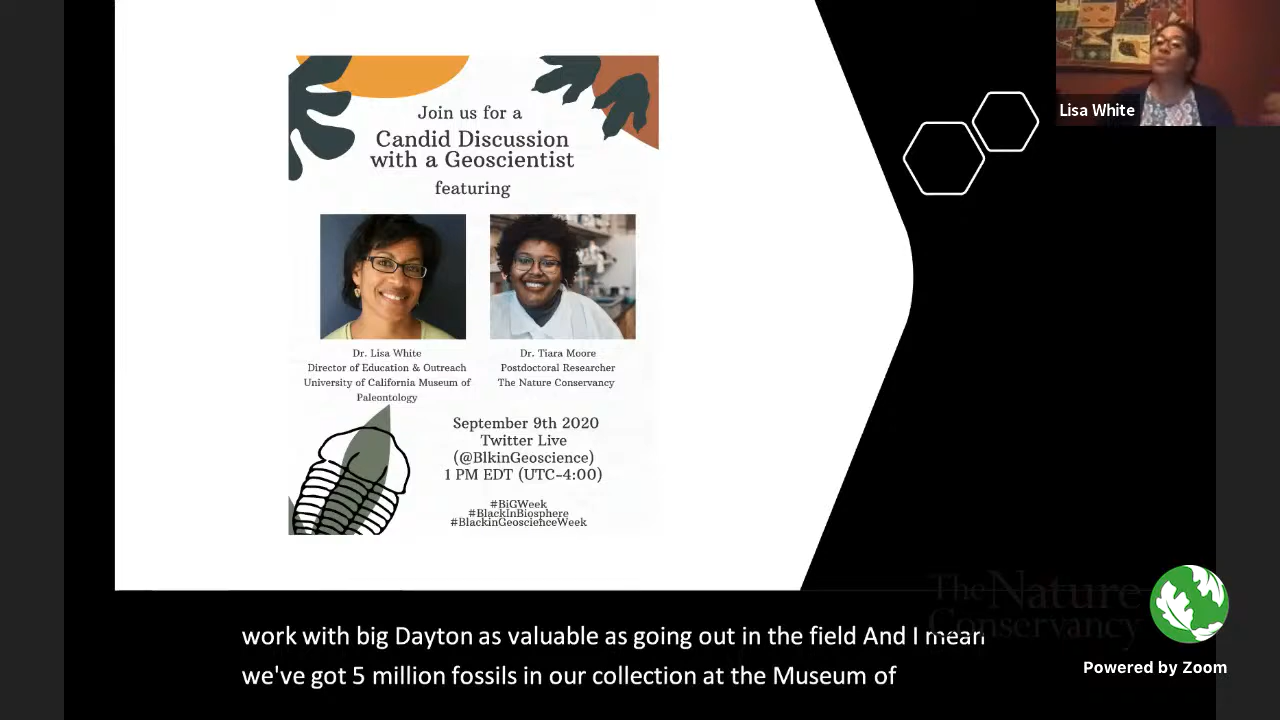 Join us for a
Candid Discussion
with a Geoscientist
featuring
Dr. Lisa White
Director of Education & Outreach
University of California Museum of
Paleontology
Dr. Tiara Moore
Postdoctoral Researcher
The Nature Conservancy
September 9th 2020
Twitter Live
(@BlkinGeoscience)
1 PM EDT (UTC-4:00)
#BiGWeek
#BlackInBiosphere
#BlackinGeoscienceWeek
Lisa White
The Nature
Conservancy
Powered by Zoom
work with big Dayton as valuable as going out in the field And I mean
we've got 5 million fossils in our collection at the Museum of